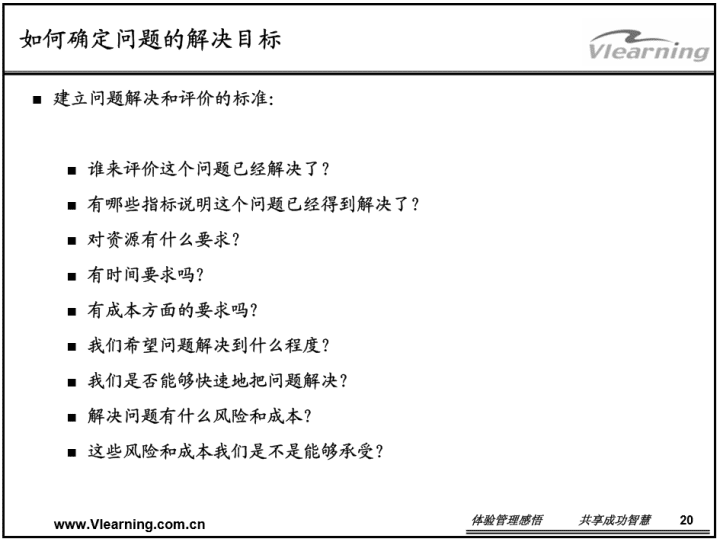 如何确定问题的解决目标
Vlearning
建立问题解决和评价的标准:
谁来评价这个问题已经解决了?
有哪些指标说明这个问题已经得到解决了?
对资源有什么要求?
有时间要求吗?
有成本方面的要求吗?
我们希望问题解决到什么程度?
我们是否能够快速地把问题解决?
解决问题有什么风险和成本?
这些风险和成本我们是不是能够承受?
www.Vlearning.com.cn
体验管理感悟 共享成功智慧 20